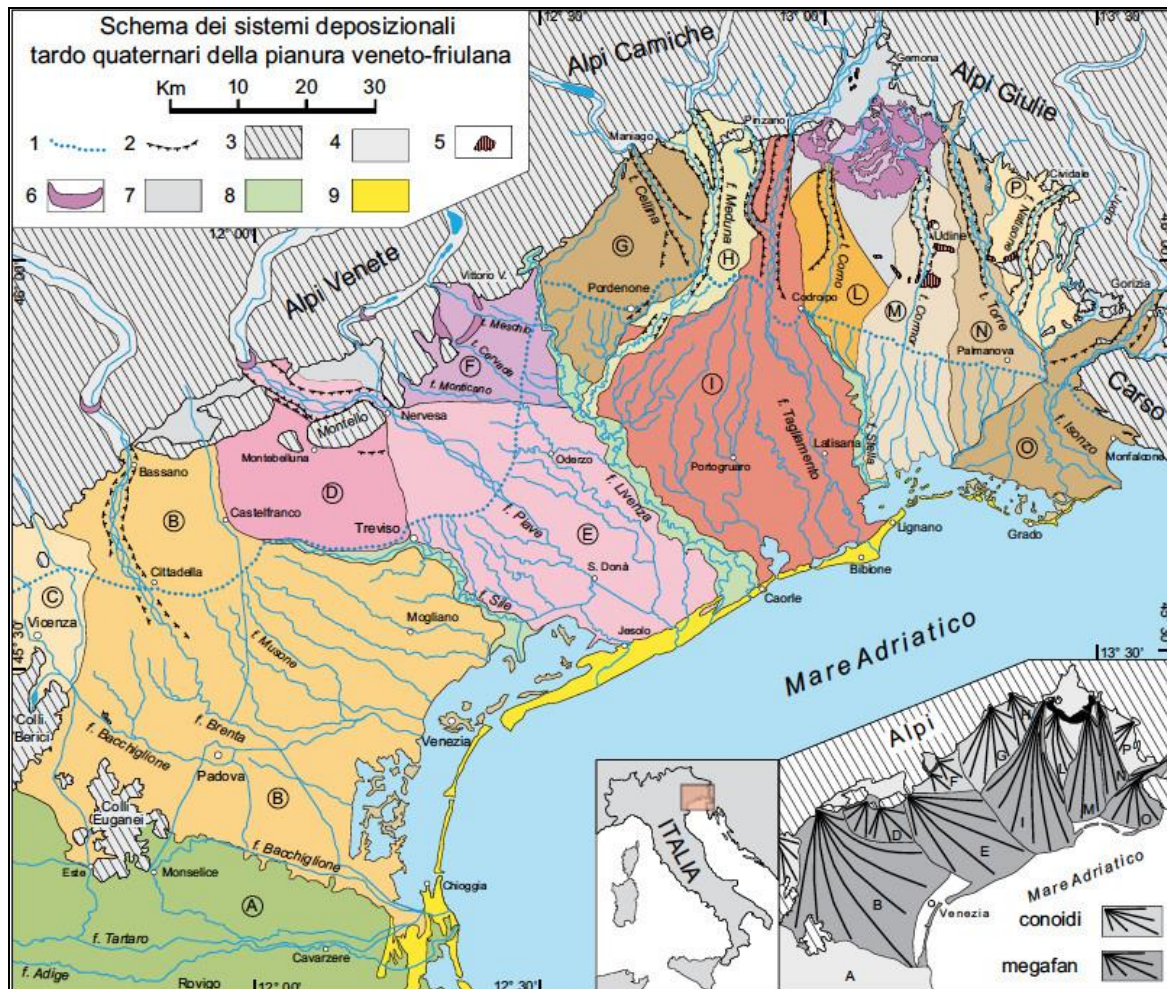 Schema dei sistemi deposizionali
tardo quaternari della pianura veneto-friulana
Km 10 20 30
1 2 3 4 5
6 7 8 9
12° 30'
13° 00'
13° 30'
Alpi Carniche
Alpi Giulie
Gemona
Pinzano
Maniago
Cividale
f. Judrio
t. Cellina
f. Meduna
G
H
P
f. Natisone
Udine
Gorizia
12° 00'
46° 00'
Alpi Venete
Vittorio V.
Pordenone
Codroipo
t. Corno
L
M
t. Cormor
N
t. Torre
Palmanova
Carso
t. Meschio
t. Cervada
F
f. Monticano
I
f. Tagliamento
Latisana
f. Stella
O
f. Isonzo
Monfalcone
Montello
Nervesa
Montebelluna
Bassano
B
D
Castelfranco
Treviso
Oderzo
f. Livenza
f. Piave
E
Portogruaro
Lignano
Grado
Bibione
Caorle
S. Donà
Jesolo
f. Sile
Cittadella
C
Vicenza
Mogliano
45° 30'
f. Musone
Mare Adriatico
13° 30'
Colli
Berici
f. Brenta
f. Bacchiglione
Padova
Venezia
B
Colli
Euganei
f. Bacchiglione
Este
Monselice
Chioggia
A
f. Tartaro
Cavarzere
f. Adige
Rovigo
12° 00'
12° 30'
ITALIA
Alpi
G
H
F
L
P
N
D
I
M
O
E
B
Mare Adriatico
Venezia
A
conoidi
megafan